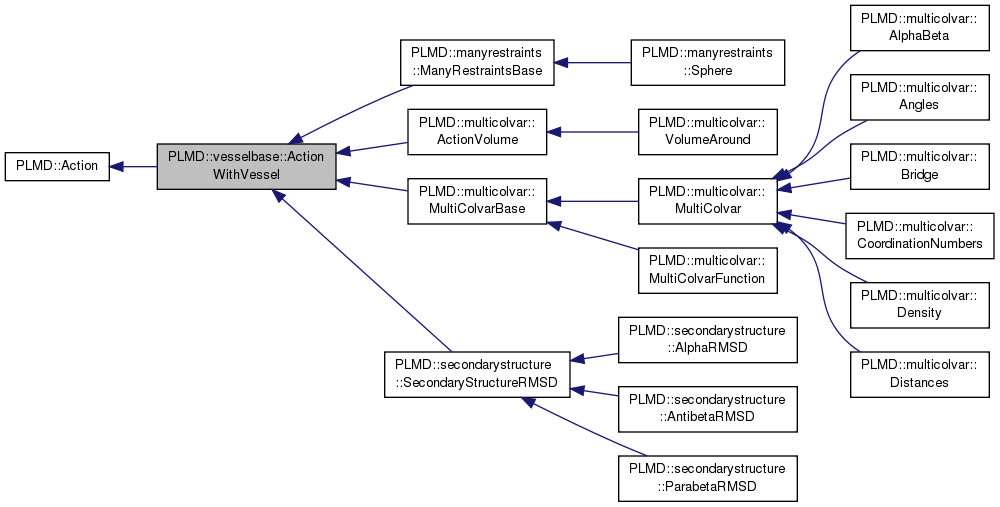 PLMD::Action
PLMD::vesselbase::Action
WithVessel
PLMD::manyrestraints
::ManyRestraintsBase
PLMD::multicolvar::
ActionVolume
PLMD::multicolvar::
MultiColvarBase
PLMD::secondarystructure
::SecondaryStructureRMSD
PLMD::manyrestraints
::Sphere
PLMD::multicolvar::
VolumeAround
PLMD::multicolvar::
MultiColvar
PLMD::multicolvar::
MultiColvarFunction
PLMD::secondarystructure
::AlphaRMSD
PLMD::secondarystructure
::AntibetaRMSD
PLMD::secondarystructure
::ParabetaRMSD
PLMD::multicolvar::
AlphaBeta
PLMD::multicolvar::
Angles
PLMD::multicolvar::
Bridge
PLMD::multicolvar::
CoordinationNumbers
PLMD::multicolvar::
Density
PLMD::multicolvar::
Distances